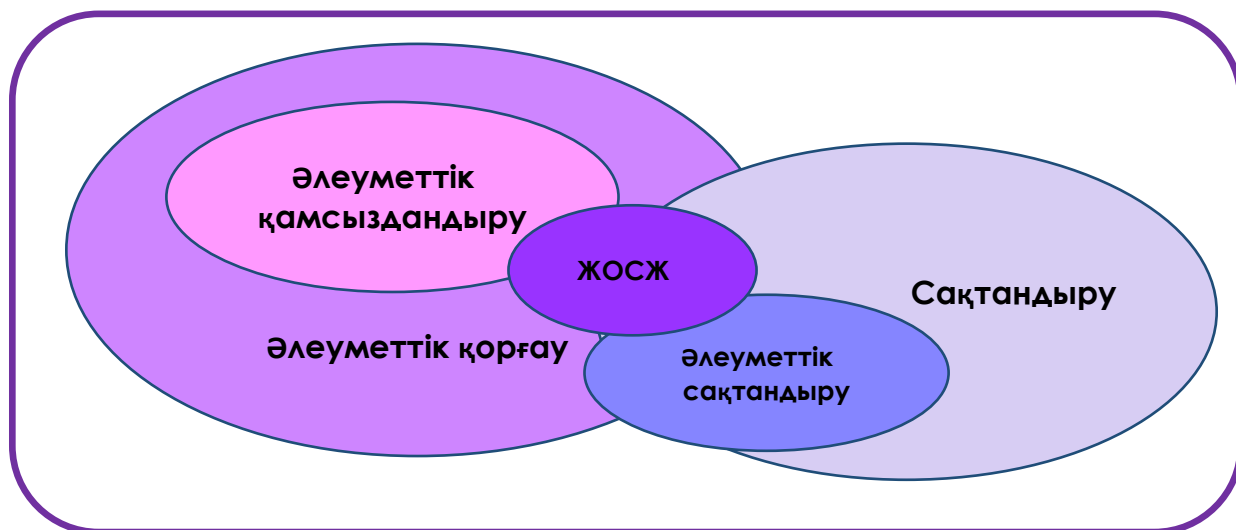 Әлеуметтік
қамсыздандыру
ЖОСЖ
Сақтандыру
Әлеуметтік қорғау
Әлеуметтік
сақтандыру